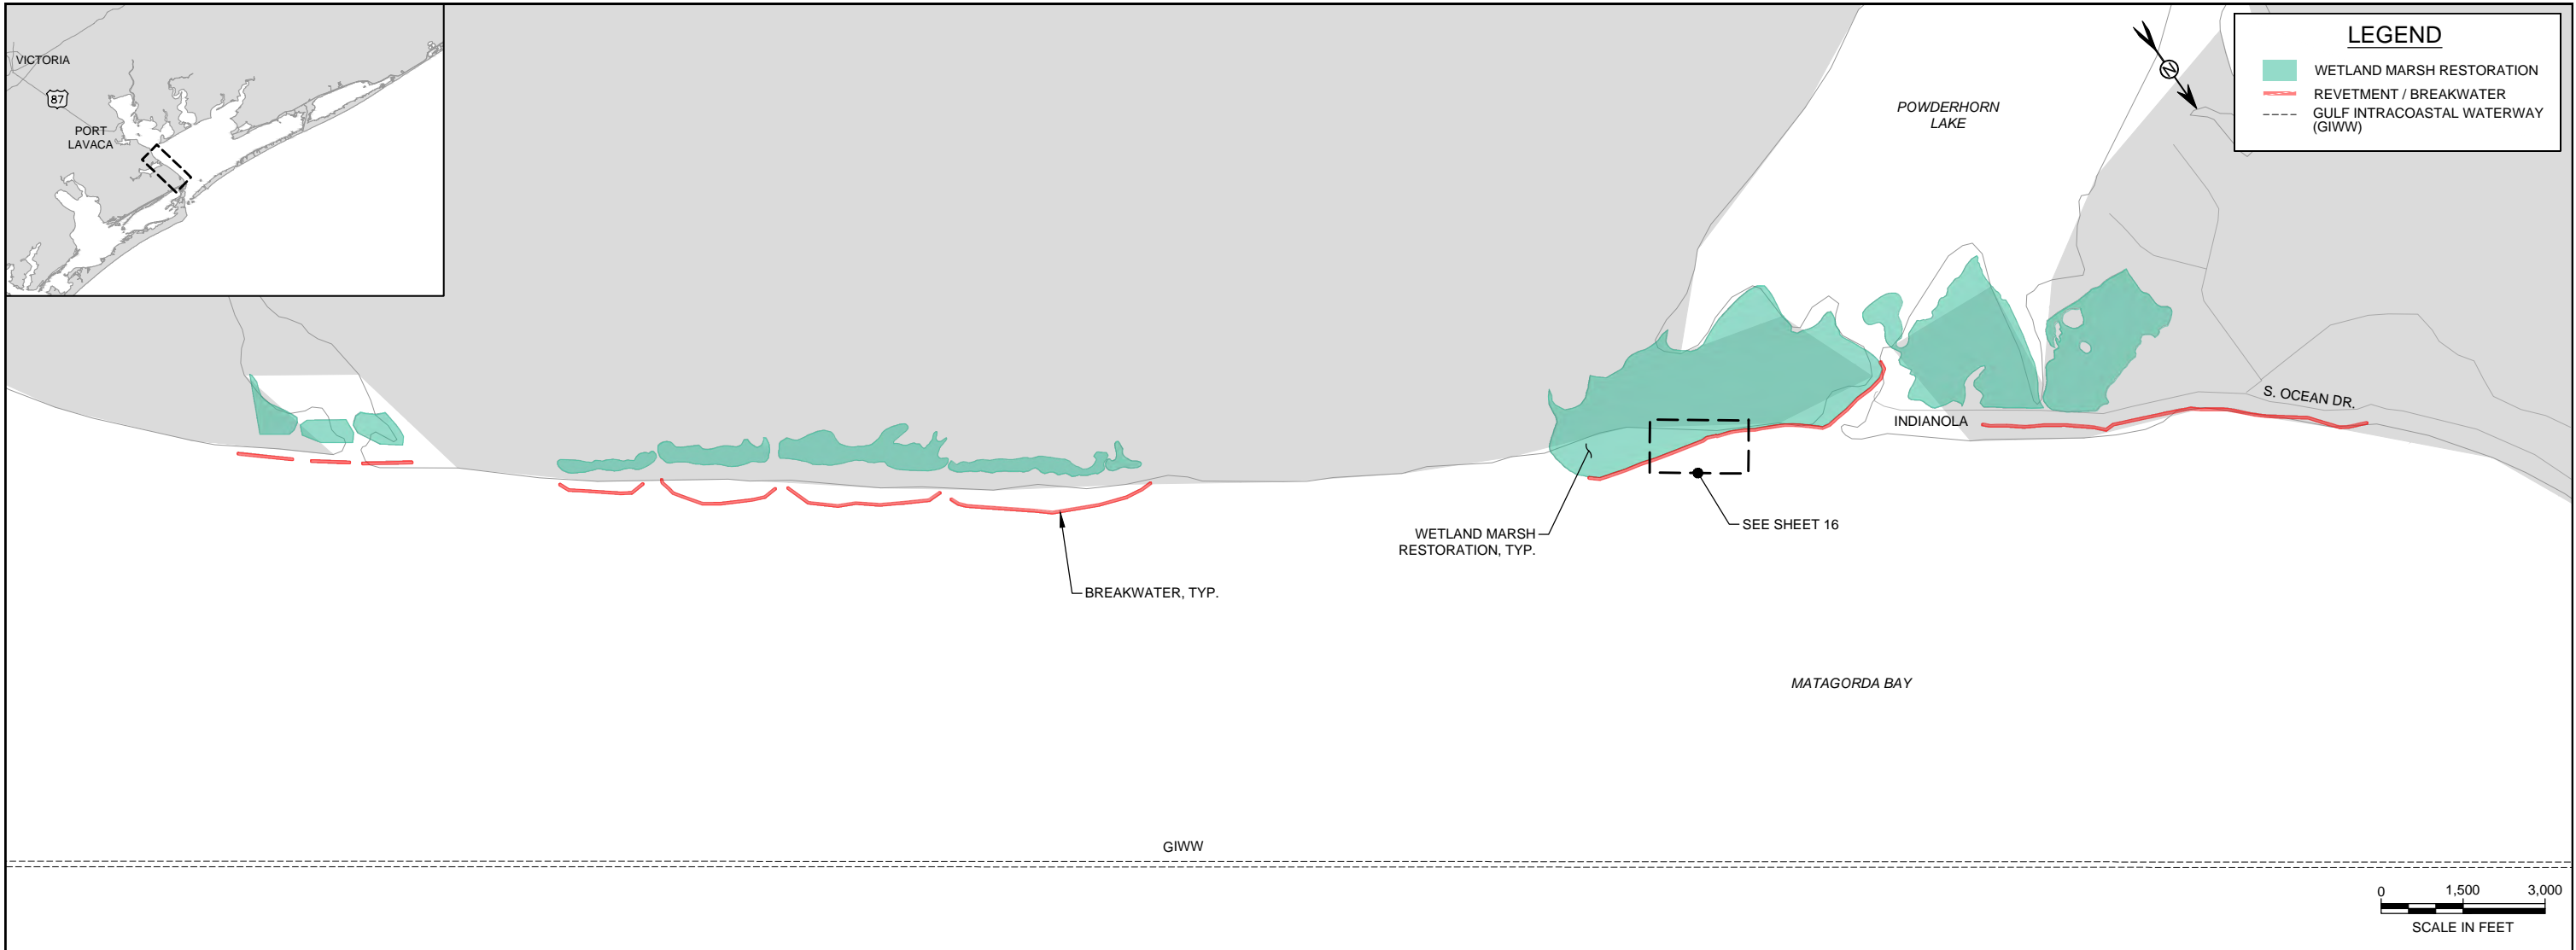 VICTORIA
87
PORT
LAVACA
POWDERHORN
LAKE
N
LEGEND
WETLAND MARSH RESTORATION
REVETMENT / BREAKWATER
GULF INTRACOASTAL WATERWAY
(GIWW)
S. OCEAN DR.
INDIANOLA
SEE SHEET 16
WETLAND MARSH
RESTORATION, TYP.
BREAKWATER, TYP.
MATAGORDA BAY
GIWW
0 1,500 3,000
SCALE IN FEET